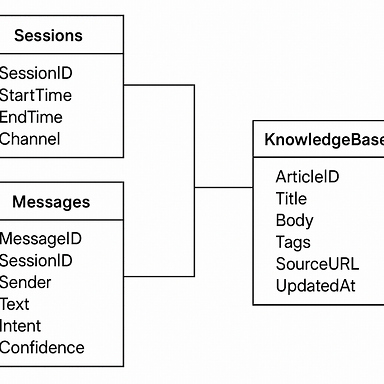 Sessions
SessionID
StartTime
EndTime
Channel
Messages
MessageID
SessionID
Sender
Text
Intent
Confidence
KnowledgeBase
ArticleID
Title
Body
Tags
SourceURL
UpdatedAt